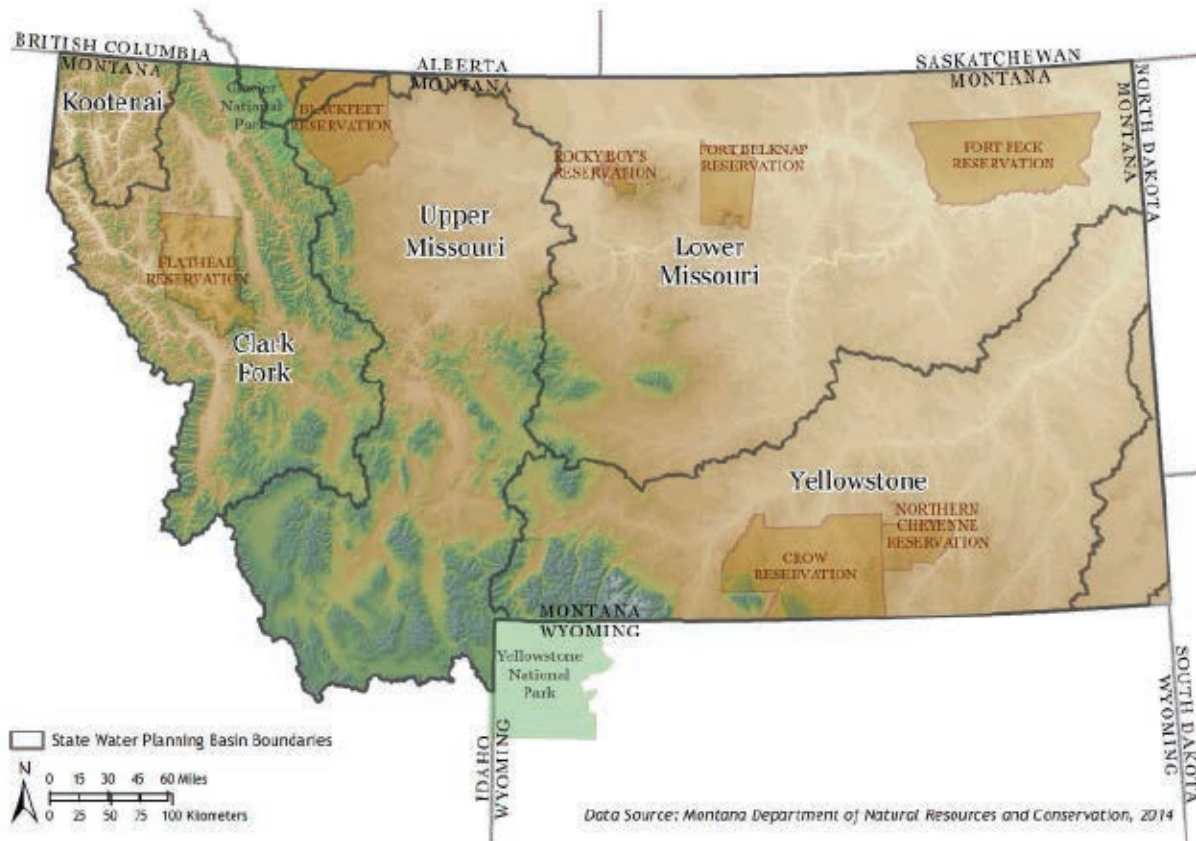 BRITISH COLUMBIA
MONTANA
ALBERTA
MONTANA
SASKATCHEWAN
MONTANA
NORTH DAKOTA
MONTANA
Kootenai
Glacier
National
Park
BLACKFEET
RESERVATION
ROCKY BOY'S
RESERVATION
FORT BELKNAP
RESERVATION
FORT PECK
RESERVATION
Upper
Missouri
Lower
Missouri
FLATHEAD
RESERVATION
Clark
Fork
Yellowstone
NORTHERN
CHEYENNE
RESERVATION
CROW
RESERVATION
MONTANA
WYOMING
Yellowstone
National
Park
IDAHO
WYOMING
SOUTH DAKOTA
WYOMING
State Water Planning Basin Boundaries
N
0 15 30 45 60 Miles
0 25 50 75 100 Kilometers
Data Source: Montana Department of Natural Resources and Conservation, 2014